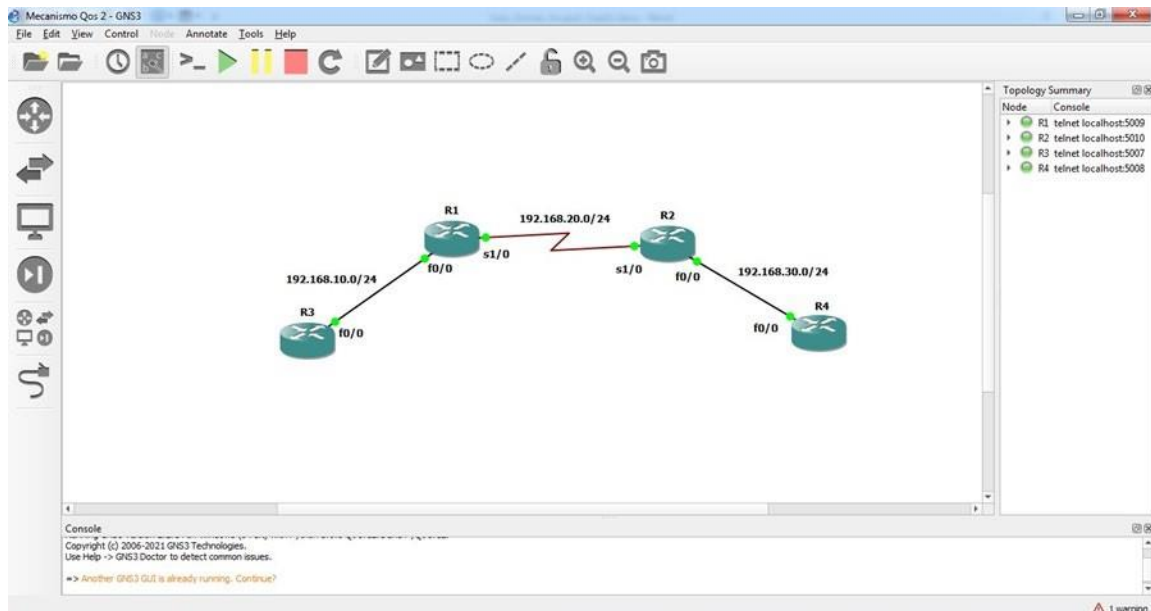 Mecanismo Qos 2 - GNS3
File Edit View Control Node Annotate Tools Help
Topology Summary
Node Console
R1 telnet localhost:5009
R2 telnet localhost:5010
R3 telnet localhost:5007
R4 telnet localhost:5008
R1
192.168.20.0/24
R2
s1/0
f0/0
s1/0
f0/0
192.168.10.0/24
192.168.30.0/24
R3
f0/0
R4
f0/0
Console
Copyright (c) 2006-2021 GNS3 Technologies.
Use Help -> GNS3 Doctor to detect common issues.
=> Another GNS3 GUI is already running. Continue?
1 warning